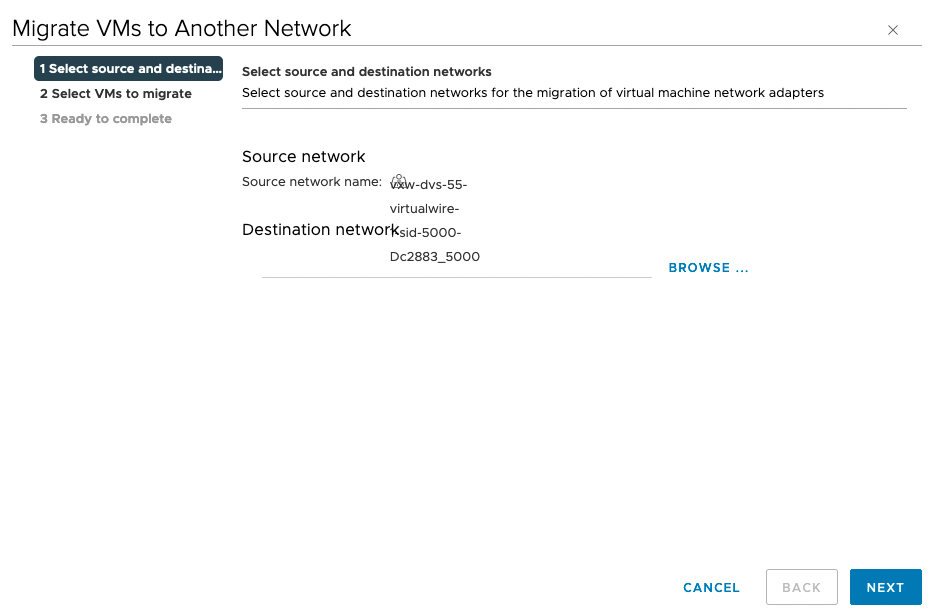 Migrate VMs to Another Network
1 Select source and destina...
2 Select VMs to migrate
3 Ready to complete
Select source and destination networks
Select source and destination networks for the migration of virtual machine network adapters
Source network
Source network name:
vxw-dvs-55-
virtualwire-
1-sid-5000-
Dc2883_5000
Destination network
BROWSE ...
CANCEL
BACK
NEXT